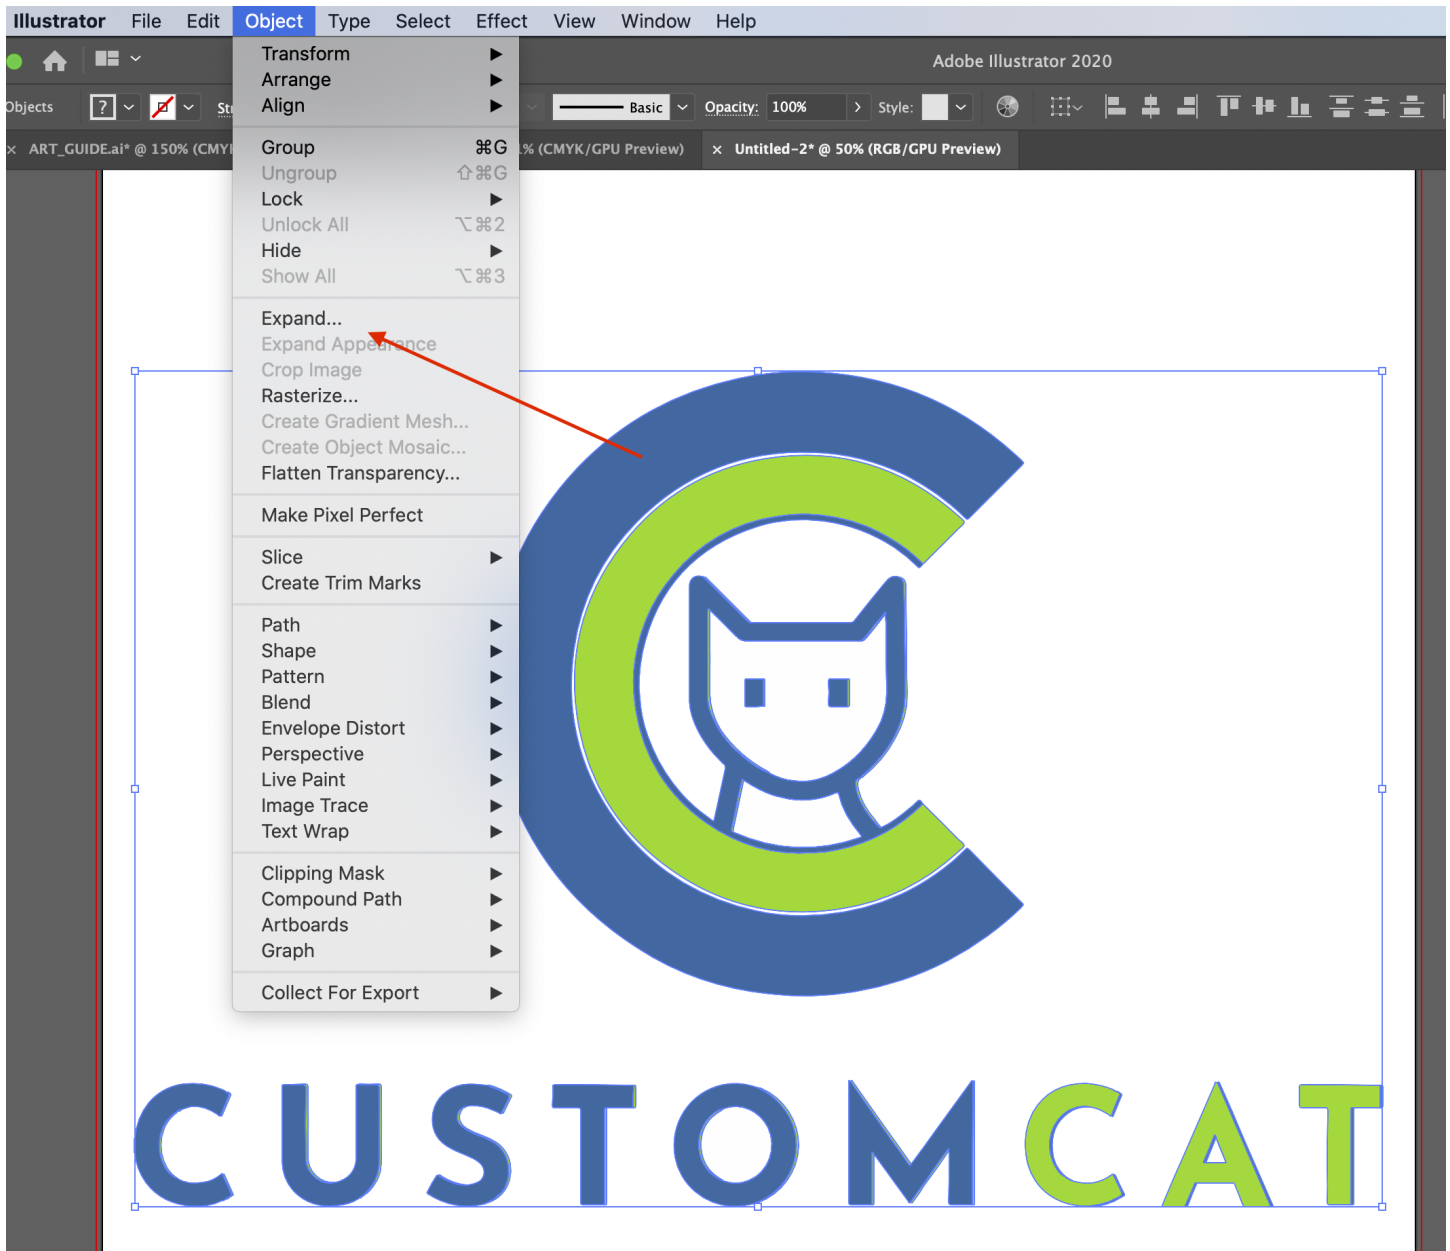 Illustrator File Edit Object Type Select Effect View Window Help
Adobe Illustrator 2020
Objects ? Str Basic Opacity: 100% Style:
× ART_GUIDE.ai* @ 150% (CMY % (CMYK/GPU Preview) × Untitled-2* @ 50% (RGB/GPU Preview)
Transform
Arrange
Align
Group ⌘G
Ungroup ⇧⌘G
Lock
Unlock All ⌥⌘2
Hide
Show All ⌥⌘3
Expand...
Expand Appearance
Crop Image
Rasterize...
Create Gradient Mesh...
Create Object Mosaic...
Flatten Transparency...
Make Pixel Perfect
Slice
Create Trim Marks
Path
Shape
Pattern
Blend
Envelope Distort
Perspective
Live Paint
Image Trace
Text Wrap
Clipping Mask
Compound Path
Artboards
Graph
Collect For Export
C
CUSTOMCAT